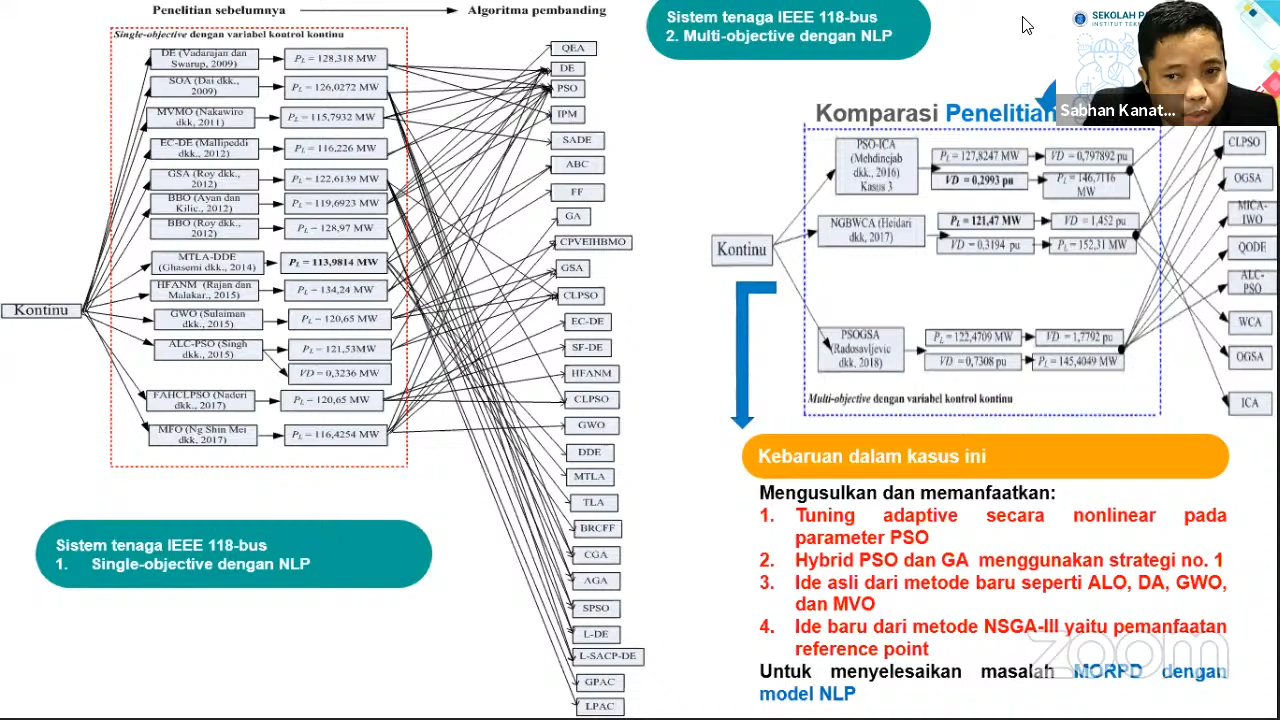 Penelitian sebelumnya
Algoritma pembanding
Single-objective dengan variabel kontrol kontinu
Kontinu
DE (Vadarajan dan
Swarup, 2009)
PL = 128,318 MW
SOA (Dai dkk.,
2009)
PL = 126,0272 MW
MVMO (Nakawiro
dkk., 2011)
PL = 115,7932 MW
EC-DE (Mallipeddi
dkk., 2012)
PL = 116,226 MW
GSA (Roy dkk.,
2012)
PL = 122,6139 MW
BBO (Ayan dan
Kilic., 2012)
PL = 119,6923 MW
BBO (Roy dkk.,
2012)
PL = 128,97 MW
MTLA-DDE
(Ghasemi dkk., 2014)
PL = 113,9814 MW
HFANM (Rajan dan
Malakar., 2015)
PL = 134,24 MW
GWO (Sulaiman
dkk., 2015)
PL = 120,65 MW
ALC-PSO (Singh
dkk., 2015)
PL = 121,53MW
VD = 0,3236 MW
FAHCLPSO (Naderi
dkk., 2017)
PL = 120,65 MW
MFO (Ng Shin Mei
dkk., 2017)
PL = 116,4254 MW
QEA
DE
PSO
IPM
SADE
ABC
FF
GA
CPVEIHBMO
GSA
CLPSO
EC-DE
SF-DE
HFANM
CLPSO
GWO
DDE
MTLA
TLA
BRCFF
CGA
AGA
SPSO
L-DE
L-SACP-DE
GPAC
LPAC
Sistem tenaga IEEE 118-bus
1. Single-objective dengan NLP
Sistem tenaga IEEE 118-bus
2. Multi-objective dengan NLP
Komparasi Penelitian
Sabhan Kanat...
Kontinu
PSO-ICA
(Mehdinejab
dkk., 2016)
Kasus 3
PL = 127,8247 MW
VD = 0,797892 pu
VD = 0,2993 pu
PL = 146,7116
MW
NGBWCA (Heidari
dkk, 2017)
PL = 121,47 MW
VD = 1,452 pu
VD = 0,3194 pu
PL = 152,31 MW
PSOGSA
(Radosavljevic
dkk, 2018)
PL = 122,4709 MW
VD = 1,7792 pu
VD = 0,7308 pu
PL = 145,4049 MW
Multi-objective dengan variabel kontrol kontinu
CLPSO
OGSA
MICA-
IWO
QODE
ALC-
PSO
WCA
OGSA
ICA
Kebaruan dalam kasus ini
Mengusulkan dan memanfaatkan:
1. Tuning adaptive secara nonlinear pada
parameter PSO
2. Hybrid PSO dan GA menggunakan strategi no. 1
3. Ide asli dari metode baru seperti ALO, DA, GWO,
dan MVO
4. Ide baru dari metode NSGA-III yaitu pemanfaatan
reference point
Untuk menyelesaikan masalah MORPD dengan
model NLP
zoom